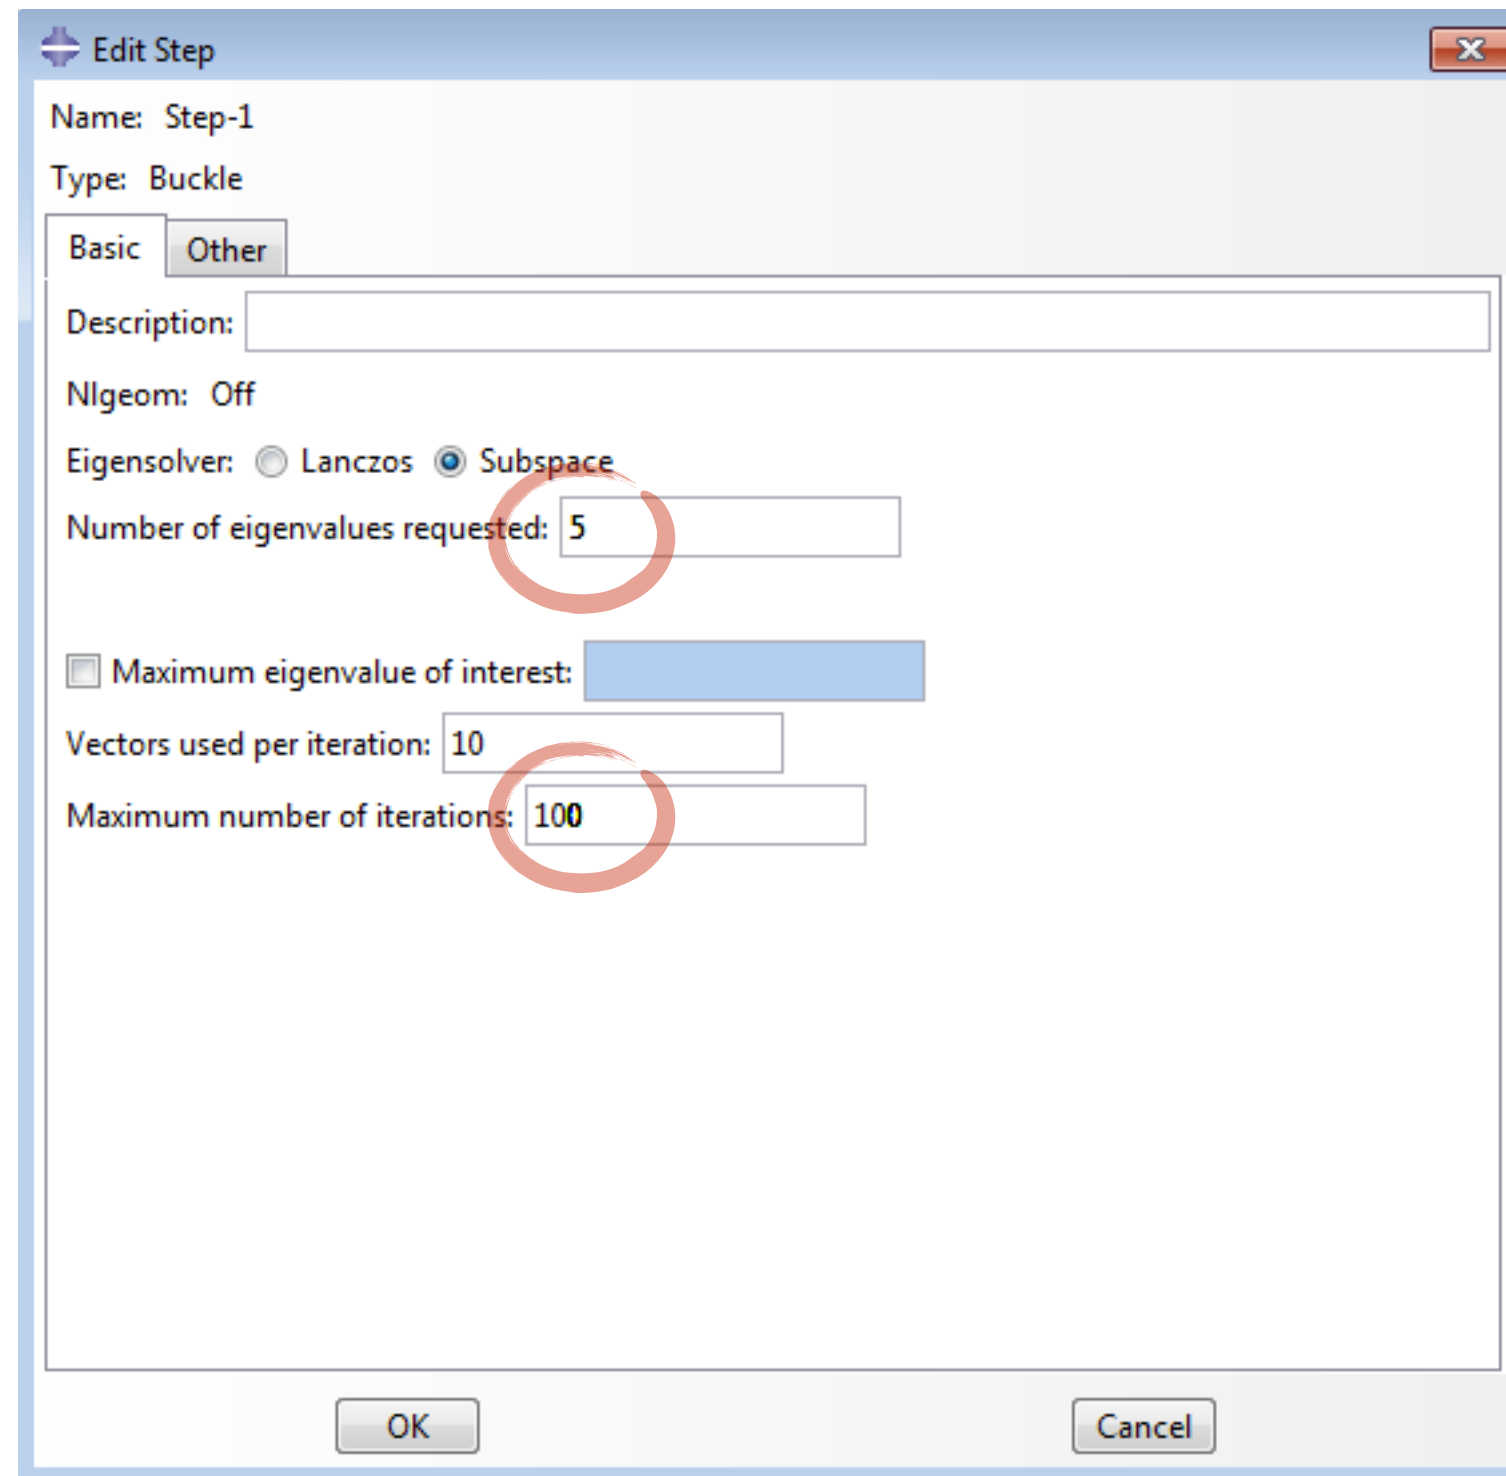 Edit Step
Name: Step-1
Type: Buckle
Basic Other
Description:
Nlgeom: Off
Eigensolver: Lanczos Subspace
Number of eigenvalues requested: 5
Maximum eigenvalue of interest:
Vectors used per iteration: 10
Maximum number of iterations: 100
OK Cancel